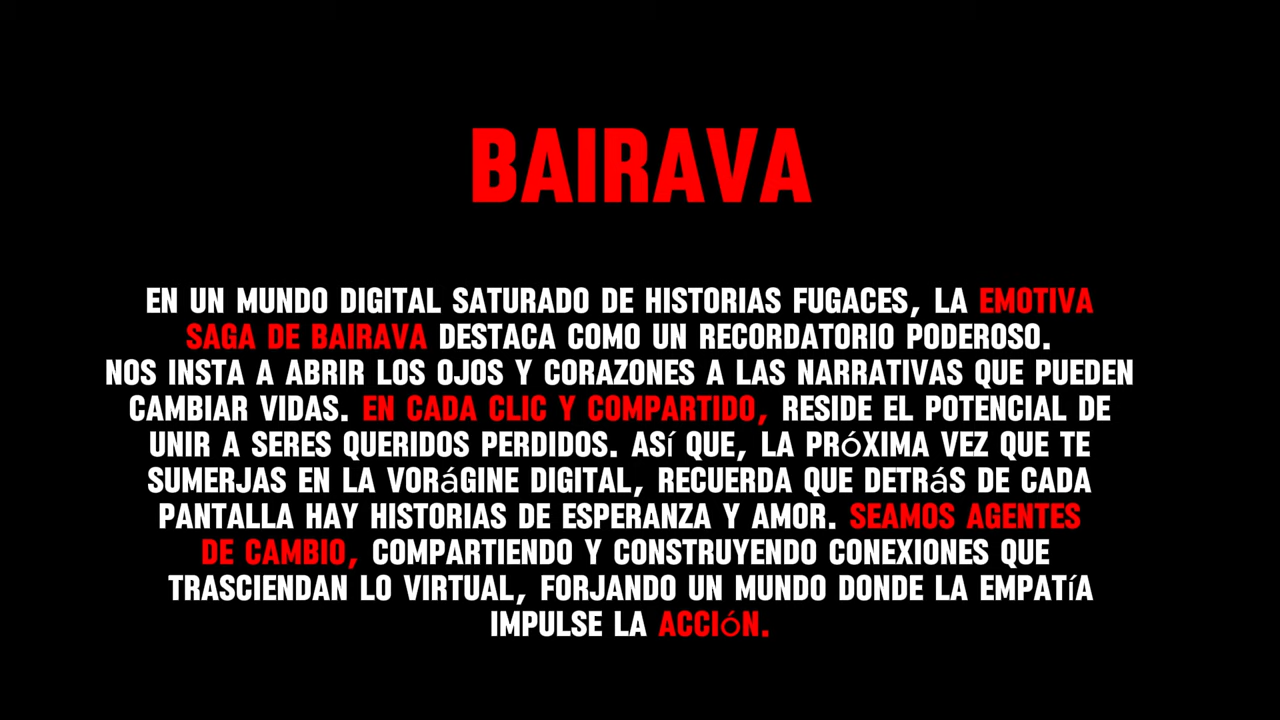 BAIRAVA
EN UN MUNDO DIGITAL SATURADO DE HISTORIAS FUGACES, LA EMOTIVA
SAGA DE BAIRAVA DESTACA COMO UN RECORDATORIO PODEROSO.
NOS INSTA A ABRIR LOS OJOS Y CORAZONES A LAS NARRATIVAS QUE PUEDEN
CAMBIAR VIDAS. EN CADA CLIC Y COMPARTIDO, RESIDE EL POTENCIAL DE
UNIR A SERES QUERIDOS PERDIDOS. ASí QUE, LA PRóXIMA VEZ QUE TE
SUMERJAS EN LA VORáGINE DIGITAL, RECUERDA QUE DETRáS DE CADA
PANTALLA HAY HISTORIAS DE ESPERANZA Y AMOR. SEAMOS AGENTES
DE CAMBIO, COMPARTIENDO Y CONSTRUYENDO CONEXIONES QUE
TRASCIENDAN LO VIRTUAL, FORJANDO UN MUNDO DONDE LA EMPATíA
IMPULSE LA ACCIóN.